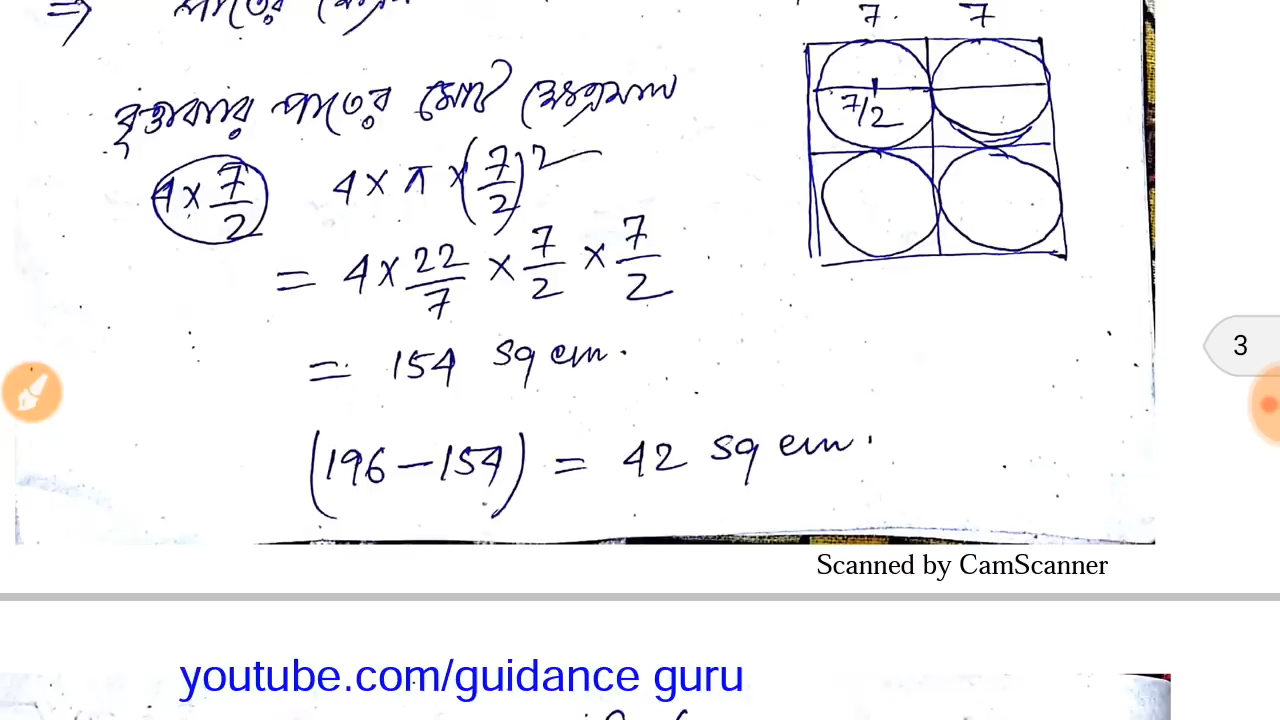 ⇒ পাতের
7. 7
বৃত্তাকার পাতের মোট ক্ষেত্রফল
7/2
4 × 7/2 4 × π × (7/2)2
= 4 × 22/7 × 7/2 × 7/2
= 154 sq cm.
(196 – 154) = 42 sq cm.
3
Scanned by CamScanner
youtube.com/guidance guru